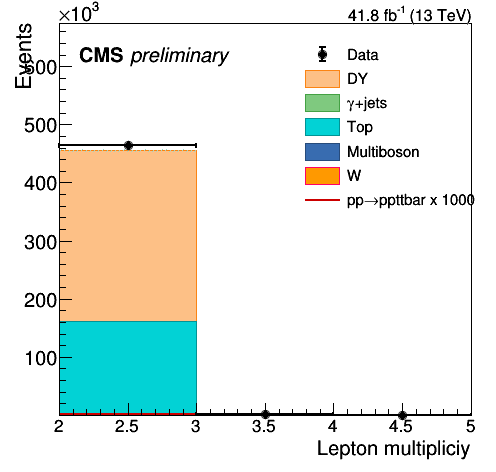 ×10³
41.8 fb⁻¹ (13 TeV)
Events
CMS preliminary
Data
DY
γ+jets
Top
Multiboson
W
pp→ppttbar x 1000
600
500
400
300
200
100
2 2.5 3 3.5 4 4.5 5
Lepton multipliciy